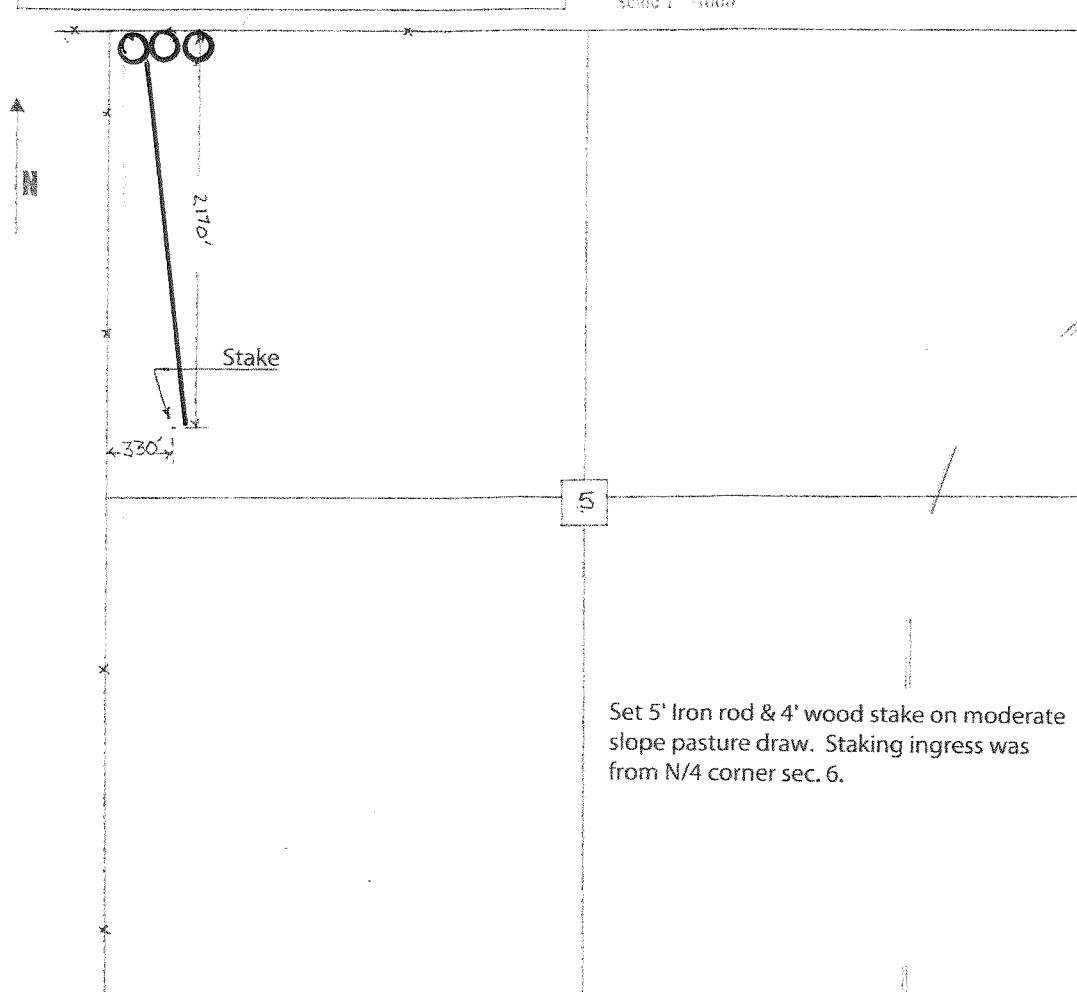 N
2170'
Stake
330'
5
Set 5' Iron rod & 4' wood stake on moderate
slope pasture draw.  Staking ingress was
from N/4 corner sec. 6.